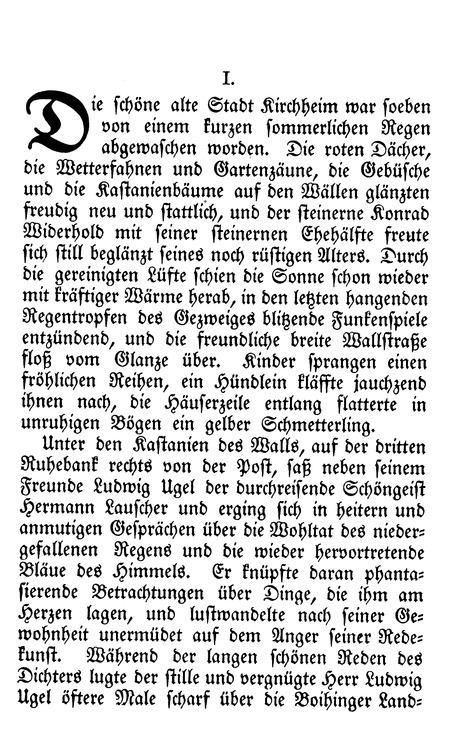 I.
Die schöne alte Stadt Kirchheim war soeben
von einem kurzen sommerlichen Regen
abgewaschen worden. Die roten Dächer,
die Wetterfahnen und Gartenzäune, die Gebüsche
und die Kastanienbäume auf den Wällen glänzten
freudig neu und stattlich, und der steinerne Konrad
Widerhold mit seiner steinernen Ehehälfte freute
sich still beglänzt seines noch rüstigen Alters. Durch
die gereinigten Lüfte schien die Sonne schon wieder
mit kräftiger Wärme herab, in den letzten hangenden
Regentropfen des Gezweiges blitzende Funkenspiele
entzündend, und die freundliche breite Wallstraße
floß vom Glanze über. Kinder sprangen einen
fröhlichen Reihen, ein Hündlein kläffte jauchzend
ihnen nach, die Häuserzeile entlang flatterte in
unruhigen Bögen ein gelber Schmetterling.
Unter den Kastanien des Walls, auf der dritten
Ruhebank rechts von der Post, saß neben seinem
Freunde Ludwig Ugel der durchreisende Schöngeist
Hermann Lauscher und erging sich in heitern und
anmutigen Gesprächen über die Wohltat des nieder-
gefallenen Regens und die wieder hervortretende
Bläue des Himmels. Er knüpfte daran phanta-
sierende Betrachtungen über Dinge, die ihm am
Herzen lagen, und lustwandelte nach seiner Ge-
wohnheit unermüdet auf dem Anger seiner Rede-
kunst. Während der langen schönen Reden des
Dichters lugte der stille und vergnügte Herr Ludwig
Ugel öftere Male scharf über die Boihinger Land-